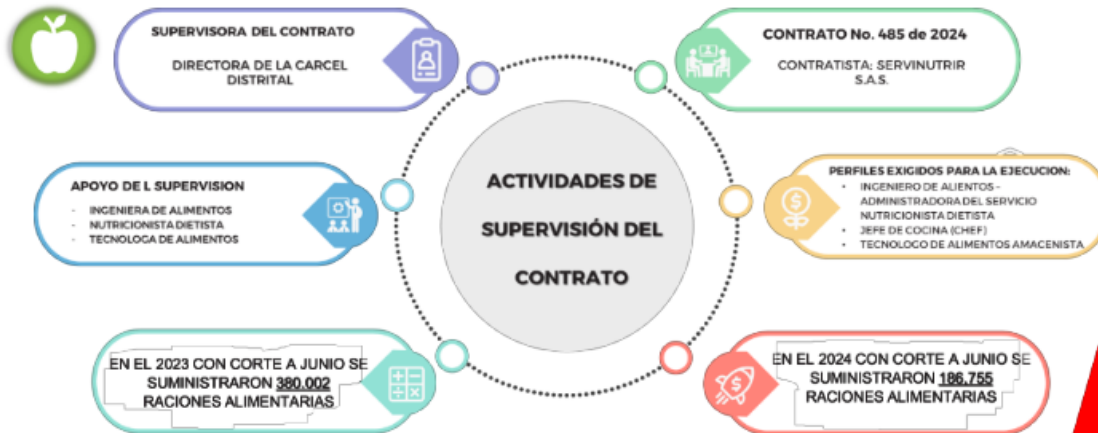 SUPERVISORA DEL CONTRATO
DIRECTORA DE LA CARCEL
DISTRITAL
CONTRATO No. 485 de 2024
CONTRATISTA: SERVINUTRIR
S.A.S.
APOYO DE L SUPERVISION
- INGENIERA DE ALIMENTOS
- NUTRICIONISTA DIETISTA
- TECNOLOGA DE ALIMENTOS
ACTIVIDADES DE
SUPERVISIÓN DEL
CONTRATO
PERFILES EXIGIDOS PARA LA EJECUCION:
• INGENIERO DE ALIENTOS -
ADMINISTRADORA DEL SERVICIO
NUTRICIONISTA DIETISTA
• JEFE DE COCINA (CHEF)
• TECNOLOGO DE ALIMENTOS AMACENISTA
EN EL 2023 CON CORTE A JUNIO SE
SUMINISTRARON 380.002
RACIONES ALIMENTARIAS
EN EL 2024 CON CORTE A JUNIO SE
SUMINISTRARON 186.755
RACIONES ALIMENTARIAS